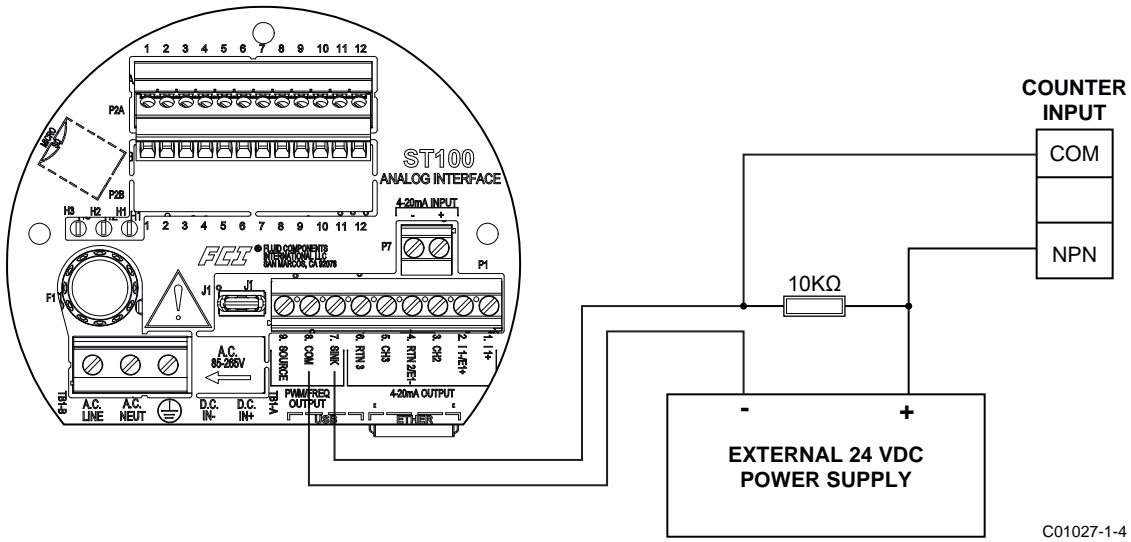 1 2 3 4 5 6 7 8 9 10 11 12
P2A
MICRO
P2B
ST100
ANALOG INTERFACE
4-20mA INPUT
- +
H3 H2 H1
1 2 3 4 5 6 7 8 9 10 11 12
P7
FCI ® FLUID COMPONENTS
INTERNATIONAL LLC
SAN MARCOS, CA 92078
P1
F1
J1 J1
A.C.
85-265V
9. SOURCE
8. COM
7. SINK
6. RTN 3
5. CH3
4. RTN 2/E1-
3. CH2
2. I1-/E1+
1. I1+
TB1-B
A.C.
LINE
A.C.
NEUT
D.C.
IN-
D.C.
IN+
TB1-A
PWM/FREQ
OUTPUT
4-20mA OUTPUT
USB
ETHER
COUNTER
INPUT
COM
NPN
10KΩ
- +
EXTERNAL 24 VDC
POWER SUPPLY
C01027-1-4